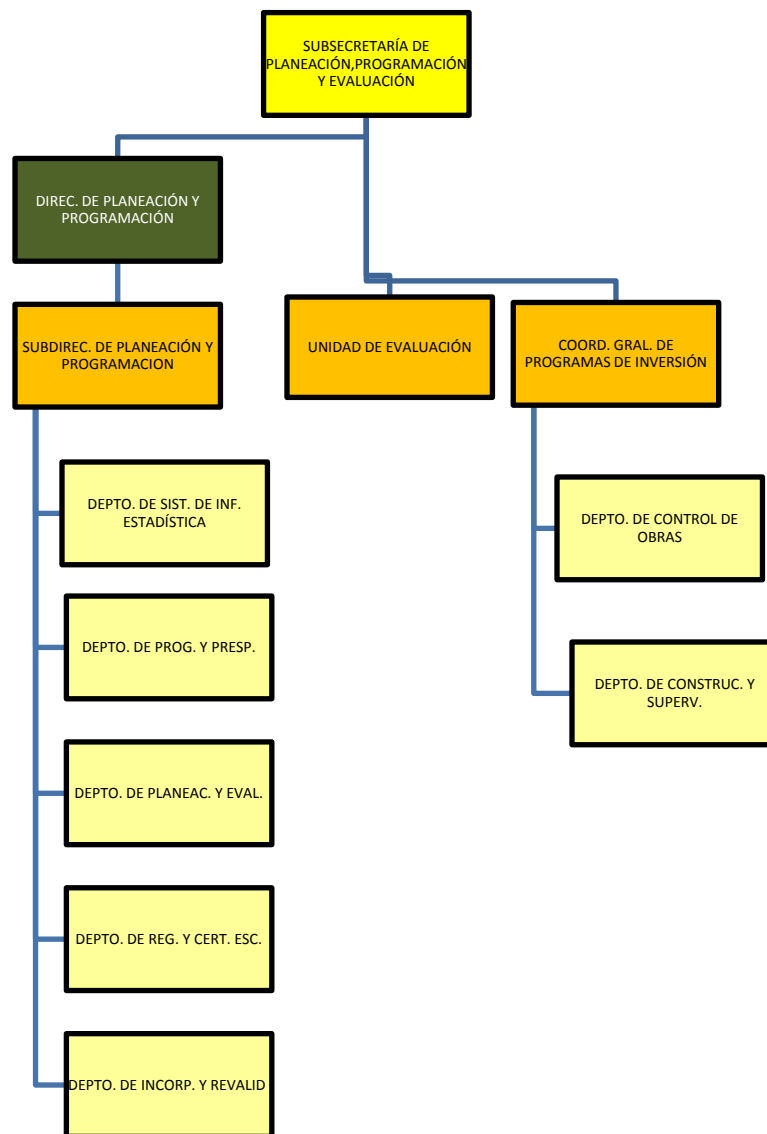 SUBSECRETARÍA DE
PLANEACIÓN,PROGRAMACIÓN
Y EVALUACIÓN
DIREC. DE PLANEACIÓN Y
PROGRAMACIÓN
SUBDIREC. DE PLANEACIÓN Y
PROGRAMACION
UNIDAD DE EVALUACIÓN
COORD. GRAL. DE
PROGRAMAS DE INVERSIÓN
DEPTO. DE SIST. DE INF.
ESTADÍSTICA
DEPTO. DE PROG. Y PRESP.
DEPTO. DE PLANEAC. Y EVAL.
DEPTO. DE REG. Y CERT. ESC.
DEPTO. DE INCORP. Y REVALID
DEPTO. DE CONTROL DE
OBRAS
DEPTO. DE CONSTRUC. Y
SUPERV.